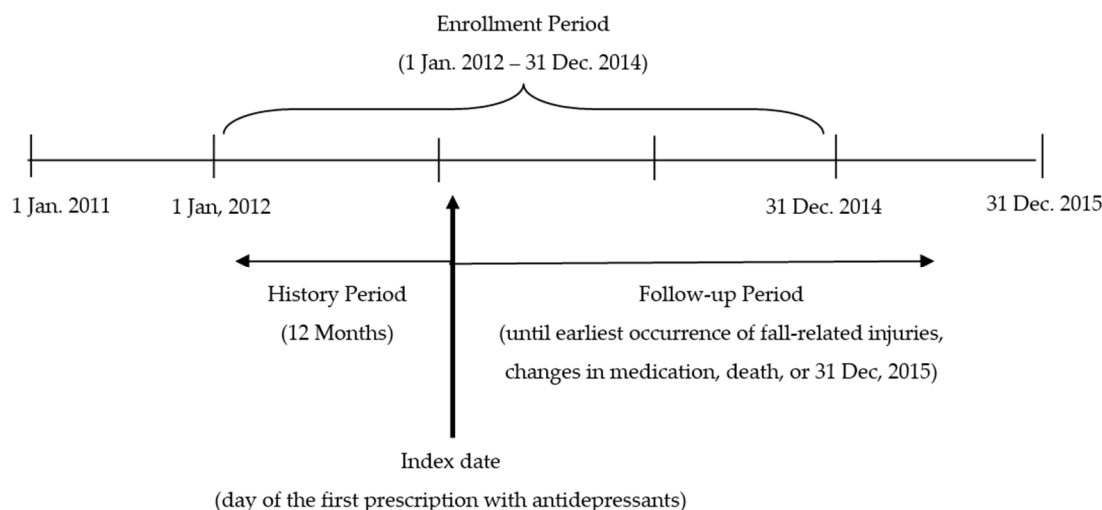 Enrollment Period
(1 Jan. 2012 – 31 Dec. 2014)
1 Jan. 2011
1 Jan, 2012
31 Dec. 2014
31 Dec. 2015
History Period
(12 Months)
Follow-up Period
(until earliest occurrence of fall-related injuries,
changes in medication, death, or 31 Dec, 2015)
Index date
(day of the first prescription with antidepressants)